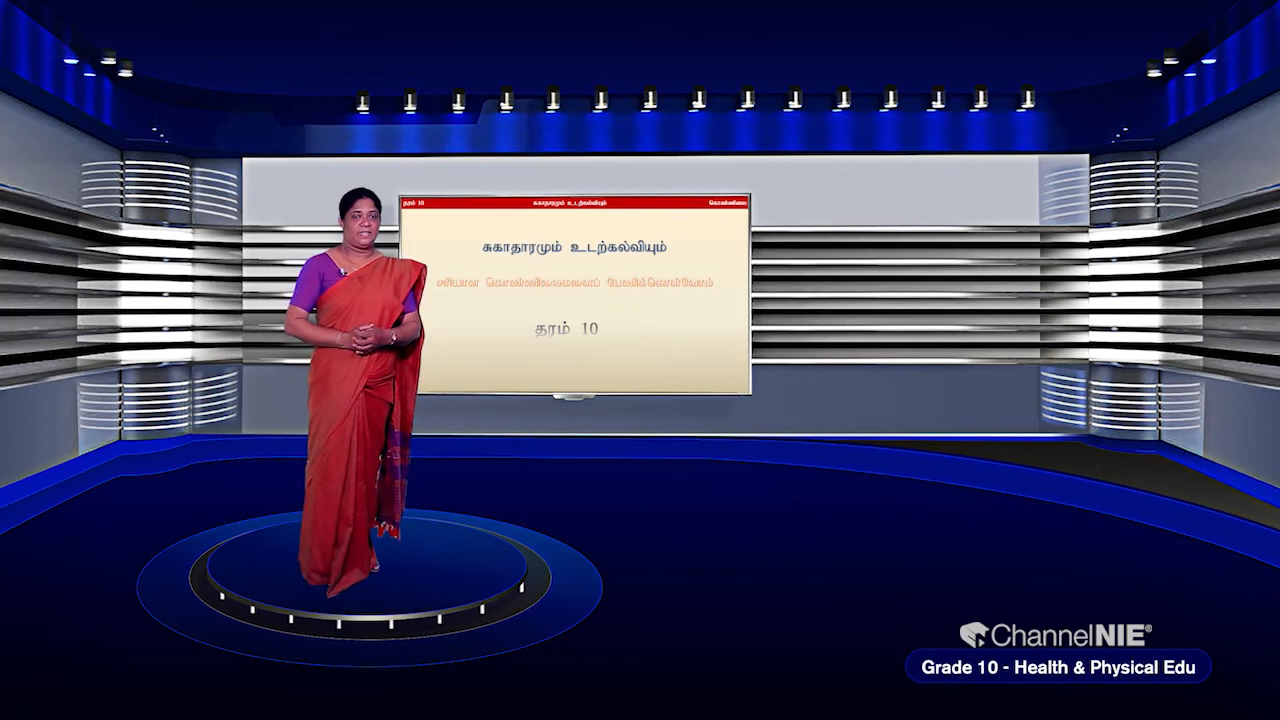 தரம் 10 சுகாதாரமும் உடற்கல்வியும் கொண்ணிலை
சுகாதாரமும் உடற்கல்வியும்
சரியான கொண்ணிலைகளைப் பேணிக்கொள்வோம்
தரம் 10
ChannelNIE®
Grade 10 - Health & Physical Edu